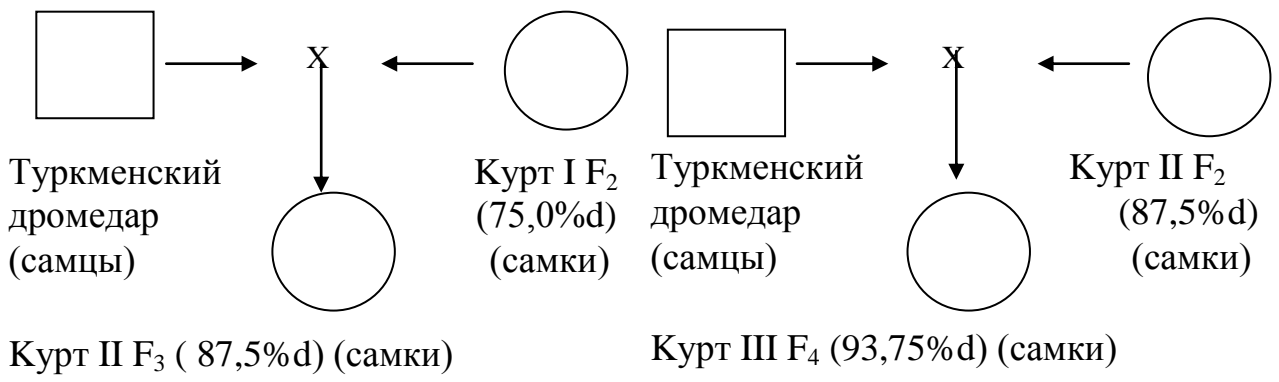 X
Туркменский
дромедар
(самцы)
Курт I F₂
(75,0%d)
(самки)
Курт II F₃ ( 87,5%d) (самки)
X
Туркменский
дромедар
(самцы)
Курт II F₂
(87,5%d)
(самки)
Курт III F₄ (93,75%d) (самки)